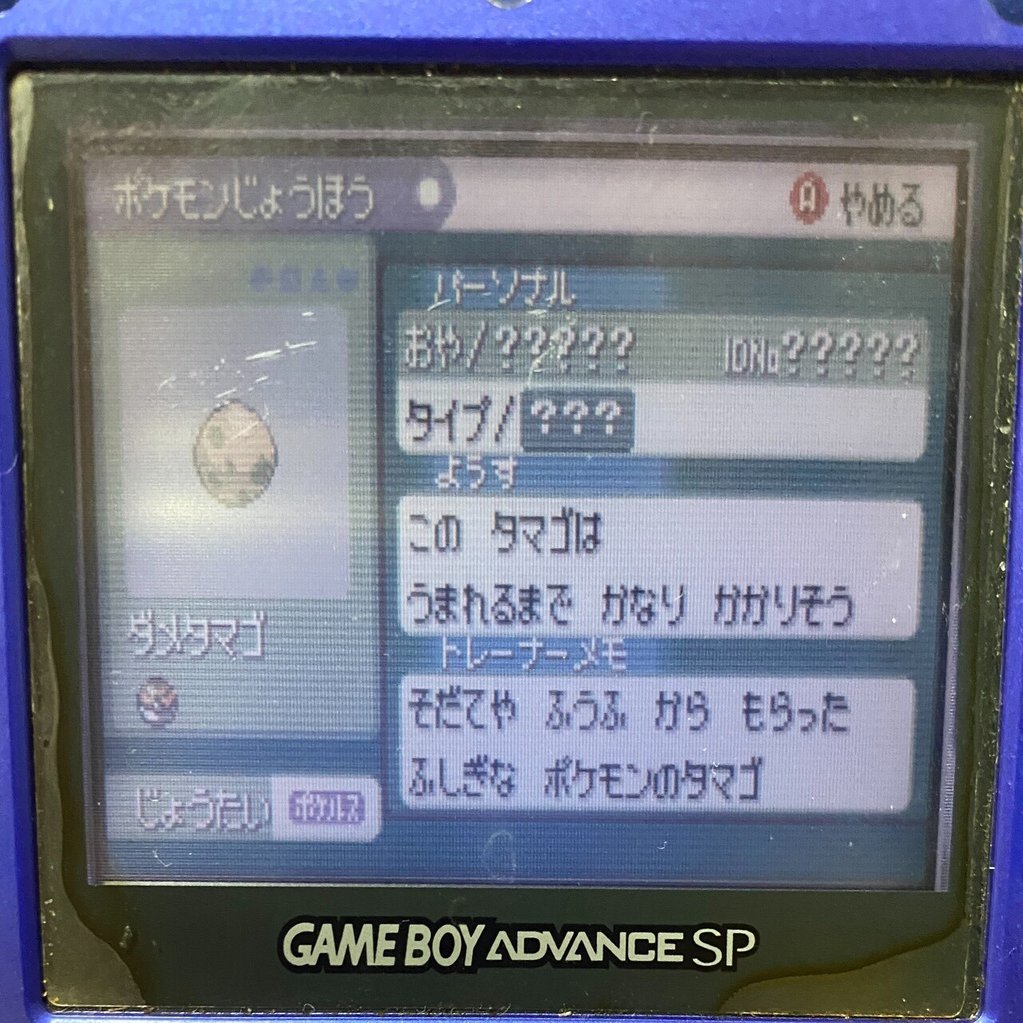 ポケモンじょうほう
A やめる
パーソナル
おや/????? IDNo?????
タイプ/???
ようす
この タマゴは
うまれるまで かなり かかりそう
ダメタマゴ
トレーナーメモ
そだてや ふうふ から もらった
ふしぎな ポケモンのタマゴ
じょうたい ポケルス
GAME BOY ADVANCE SP